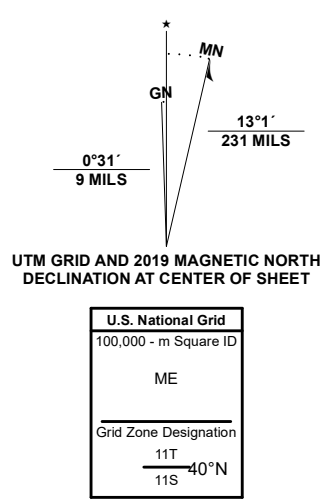 ★
MN
GN
13°1´
231 MILS
0°31´
9 MILS
UTM GRID AND 2019 MAGNETIC NORTH
DECLINATION AT CENTER OF SHEET
U.S. National Grid
100,000 - m Square ID
ME
Grid Zone Designation
11T
40°N
11S